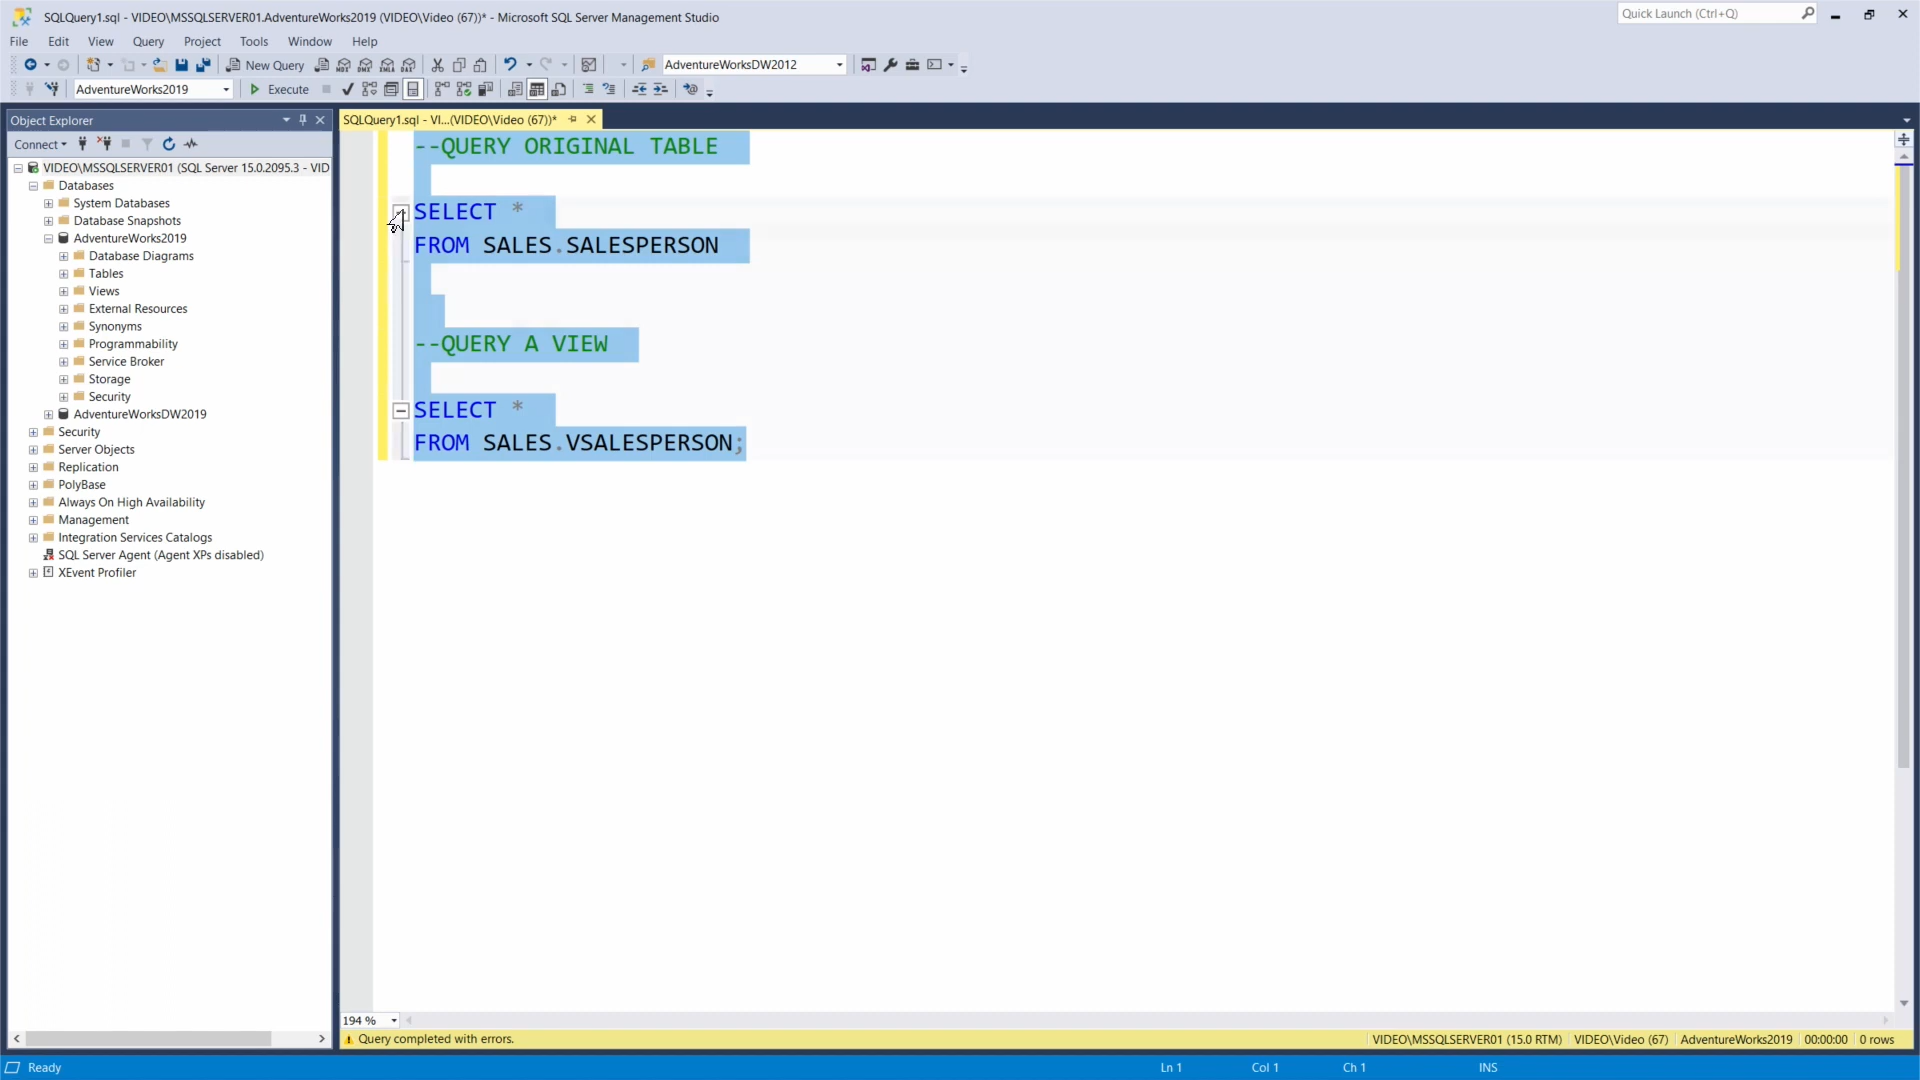 SQLQuery1.sql - VIDEO\MSSQLSERVER01.AdventureWorks2019 (VIDEO\Video (67))* - Microsoft SQL Server Management Studio
Quick Launch (Ctrl+Q)
File Edit View Query Project Tools Window Help
New Query AdventureWorksDW2012
AdventureWorks2019 Execute
Object Explorer
SQLQuery1.sql - VI...(VIDEO\Video (67))*
Connect
VIDEO\MSSQLSERVER01 (SQL Server 15.0.2095.3 - VID
Databases
System Databases
Database Snapshots
AdventureWorks2019
Database Diagrams
Tables
Views
External Resources
Synonyms
Programmability
Service Broker
Storage
Security
AdventureWorksDW2019
Security
Server Objects
Replication
PolyBase
Always On High Availability
Management
Integration Services Catalogs
SQL Server Agent (Agent XPs disabled)
XEvent Profiler
--QUERY ORIGINAL TABLE
SELECT *
FROM SALES.SALESPERSON
--QUERY A VIEW
SELECT *
FROM SALES.VSALESPERSON;
194 %
Query completed with errors. VIDEO\MSSQLSERVER01 (15.0 RTM) VIDEO\Video (67) AdventureWorks2019 00:00:00 0 rows
Ready Ln 1 Col 1 Ch 1 INS